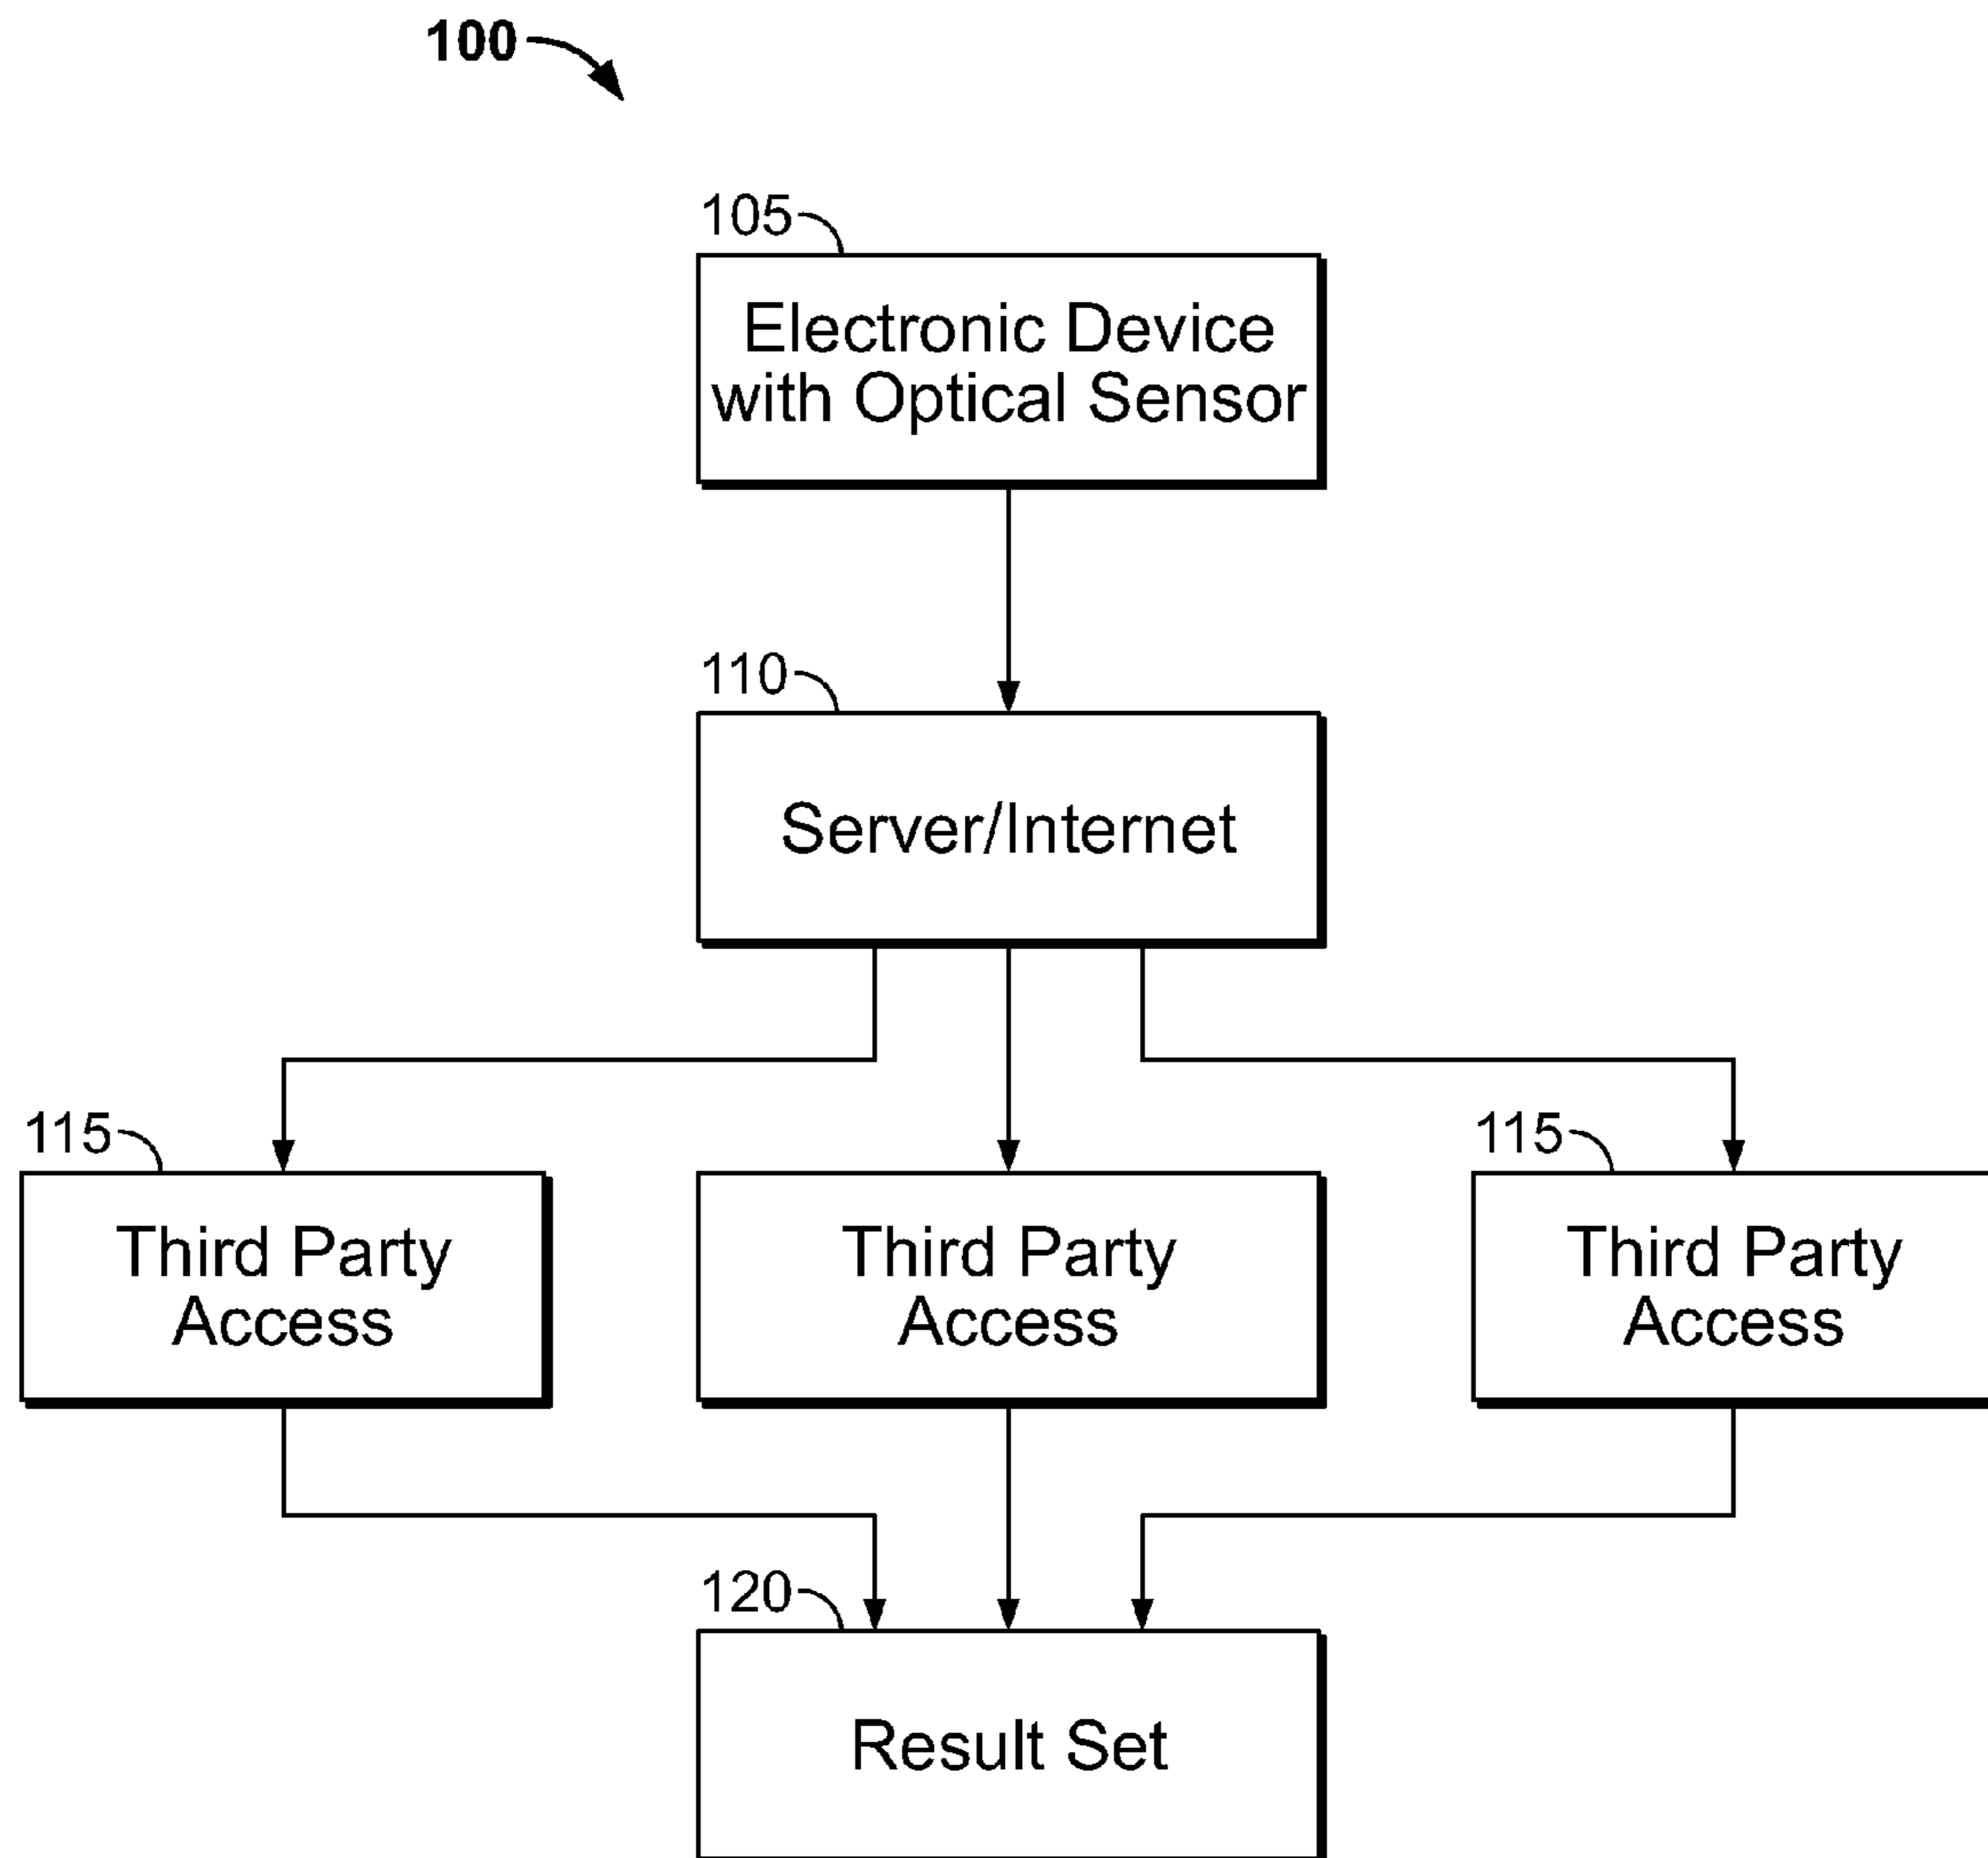 100
105
Electronic Device
with Optical Sensor
110
Server/Internet
115
115
Third Party
Access
Third Party
Access
Third Party
Access
120
Result Set